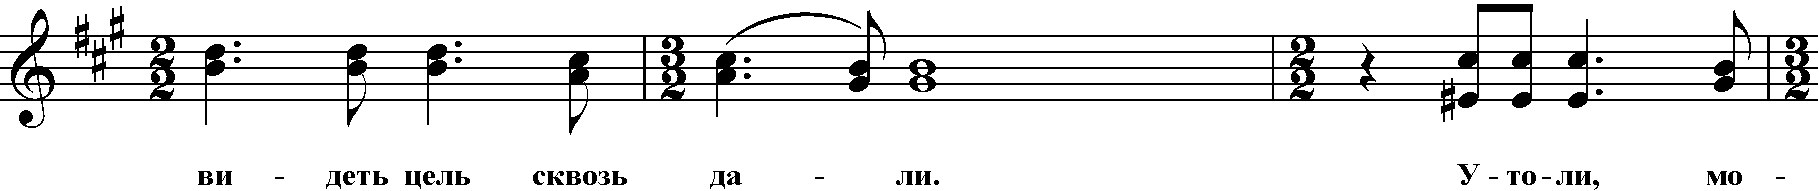 ви - деть цель сквозь да - ли. У - то - ли, мо -